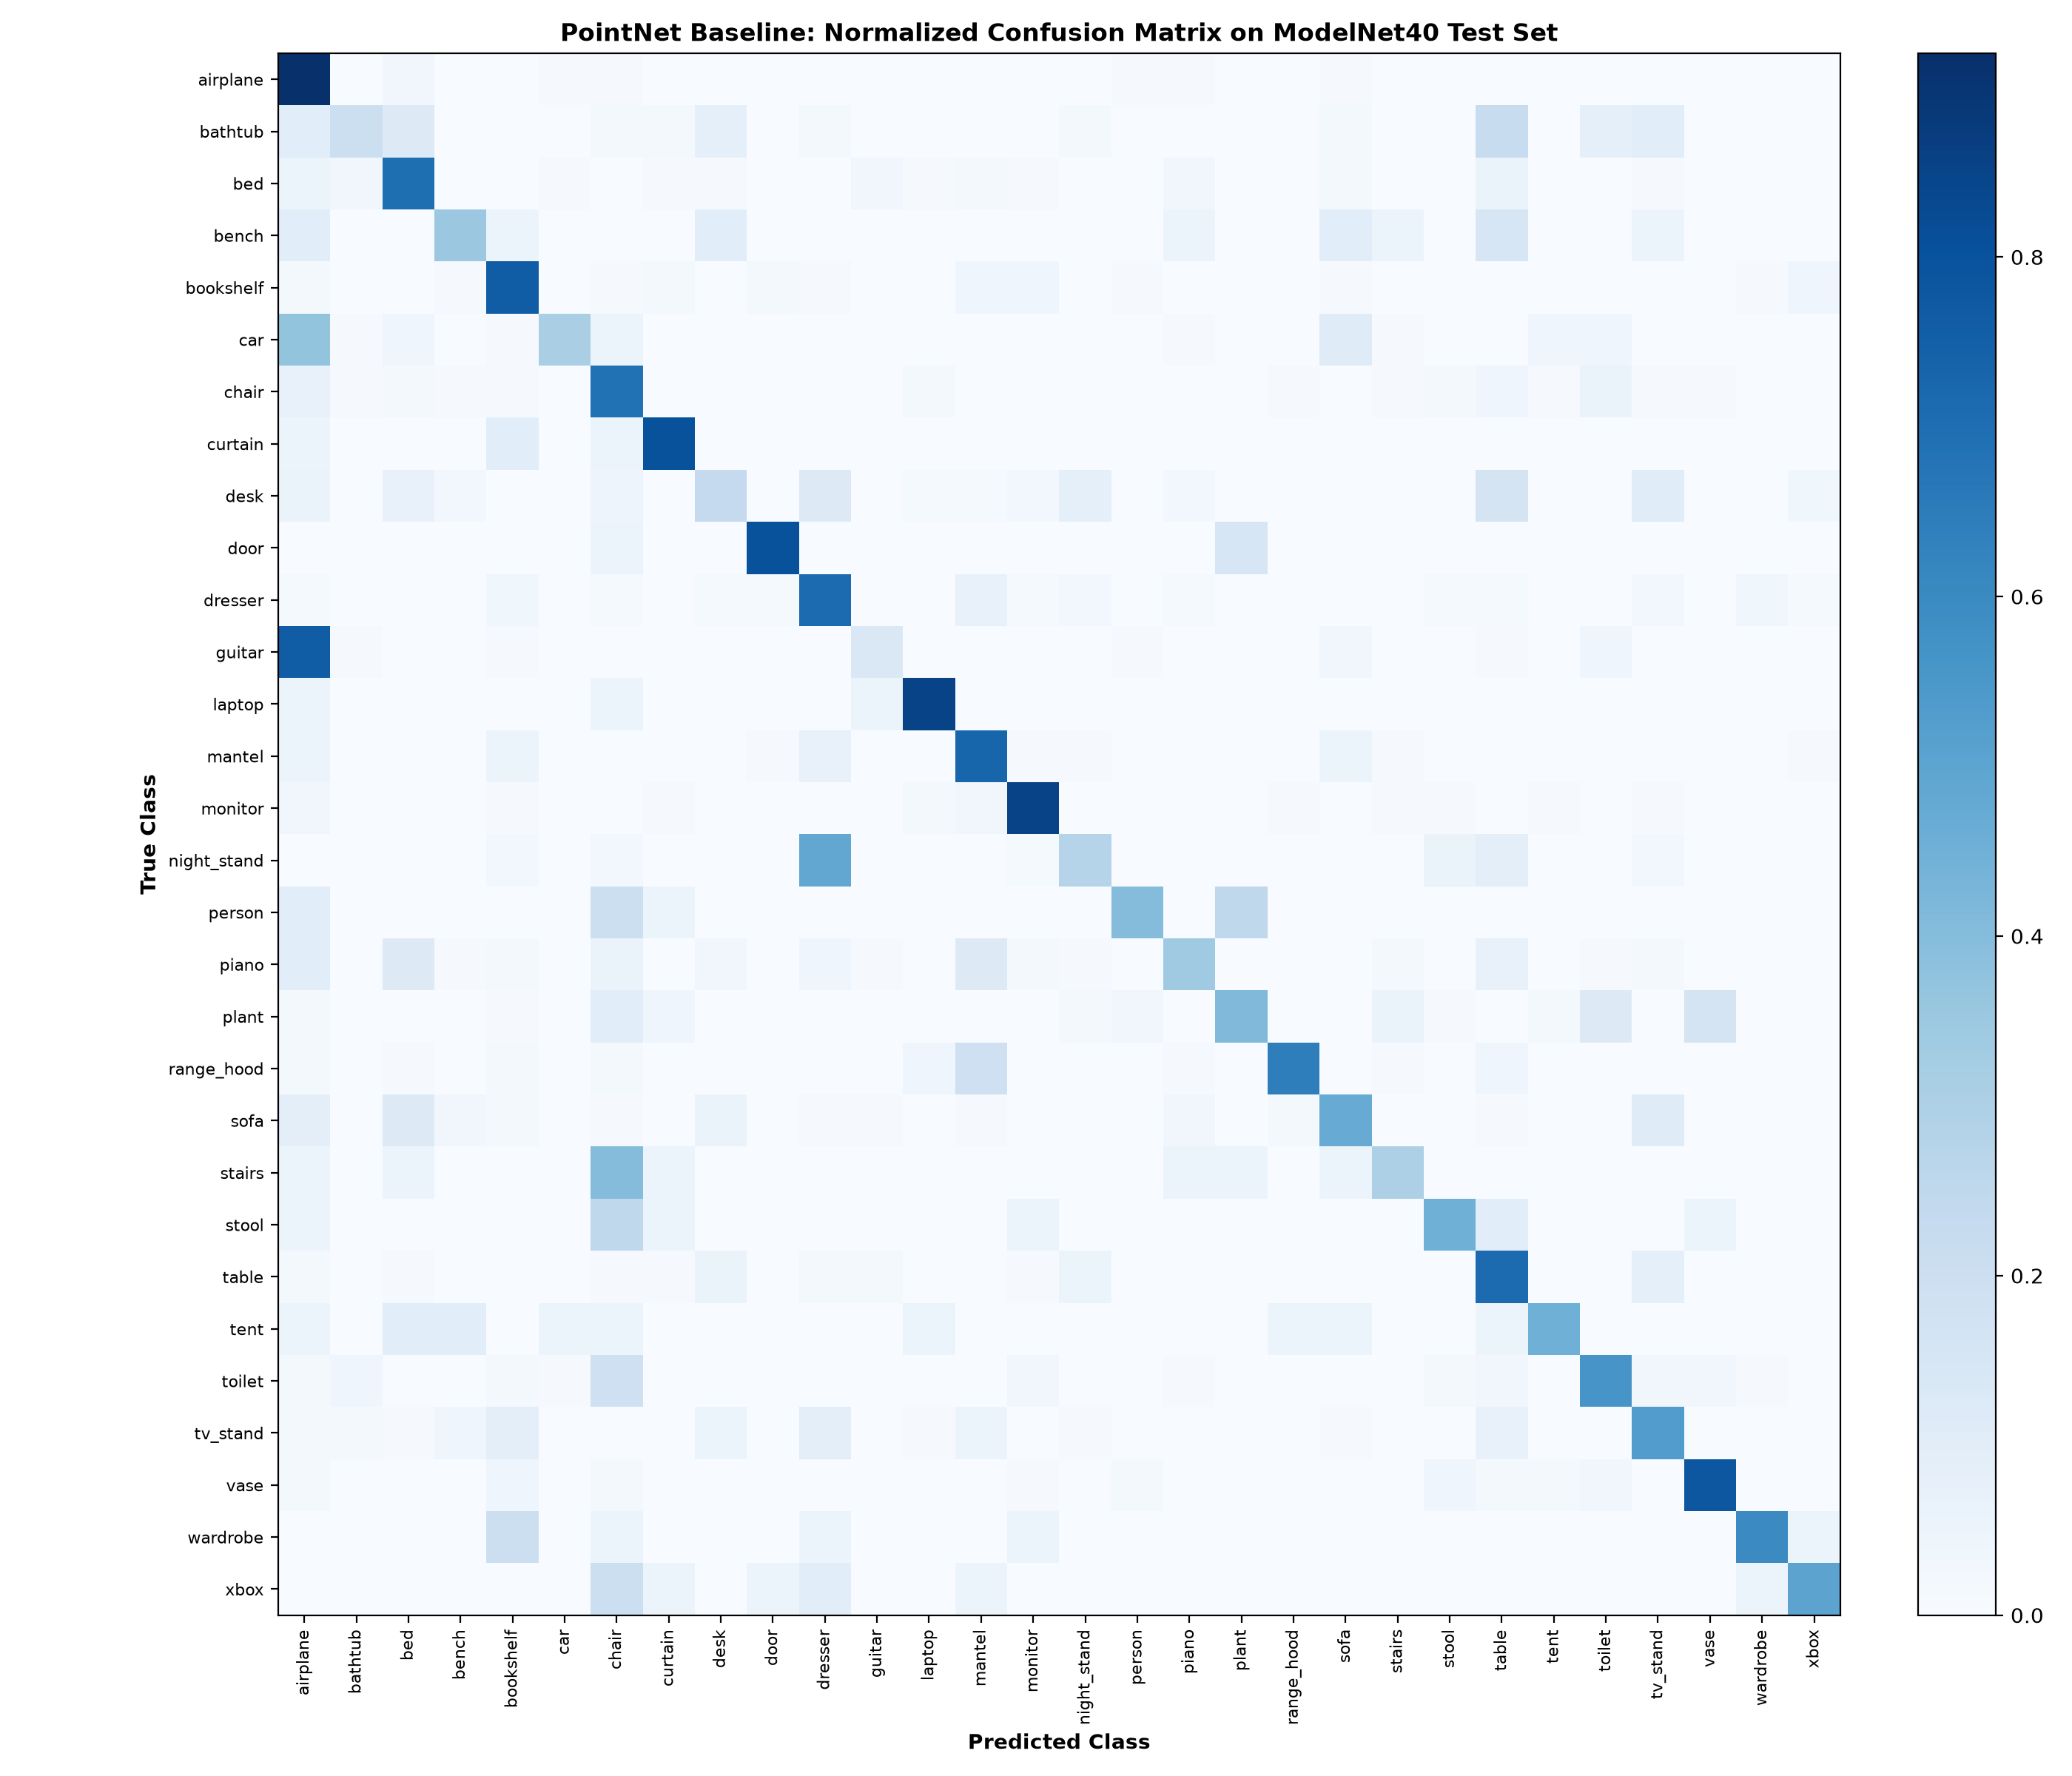 PointNet Baseline: Normalized Confusion Matrix on ModelNet40 Test Set
True Class
airplane
bathtub
bed
bench
bookshelf
car
chair
curtain
desk
door
dresser
guitar
laptop
mantel
monitor
night_stand
person
piano
plant
range_hood
sofa
stairs
stool
table
tent
toilet
tv_stand
vase
wardrobe
xbox
airplane
bathtub
bed
bench
bookshelf
car
chair
curtain
desk
door
dresser
guitar
laptop
mantel
monitor
night_stand
person
piano
plant
range_hood
sofa
stairs
stool
table
tent
toilet
tv_stand
vase
wardrobe
xbox
Predicted Class
0.8
0.6
0.4
0.2
0.0